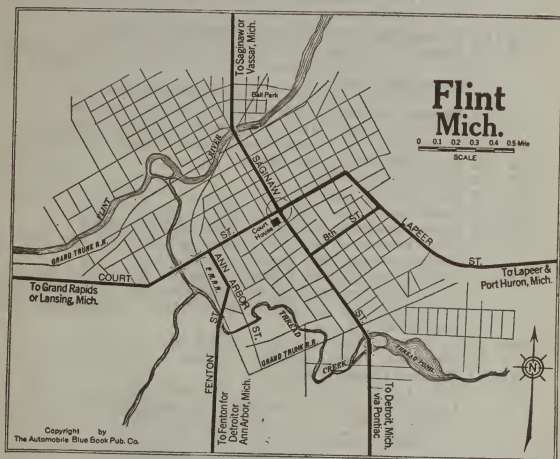 To Saginaw or
Vassar, Mich.
Ball Park
Flint
Mich.
0 0.1 0.2 0.3 0.4 0.5 Mile
SCALE
RIVER
SAGINAW
FLINT
GRAND TRUNK R.R.
Court
House
ST.
8th ST.
LAPEER
ST.
COURT
To Grand Rapids
or Lansing, Mich.
To Lapeer &
Port Huron, Mich.
P.M.R.R.
ANN ARBOR
ST.
THREAD
GRAND TRUNK R.R.
CREEK
ST.
THREAD POND
FENTON
ST.
To Fenton for
Detroit or
Ann Arbor, Mich.
To Detroit, Mich.
via Pontiac
N
Copyright by
The Automobile Blue Book Pub. Co.